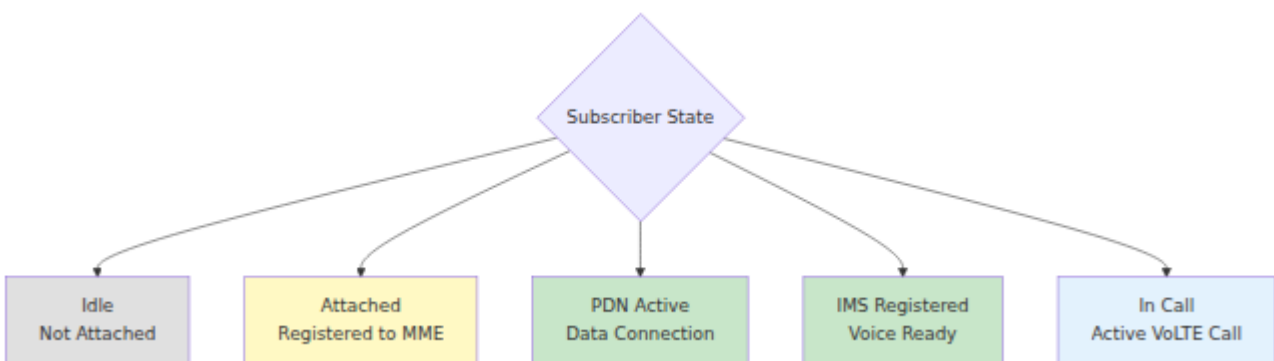 Subscriber State
Idle
Not Attached
Attached
Registered to MME
PDN Active
Data Connection
IMS Registered
Voice Ready
In Call
Active VoLTE Call